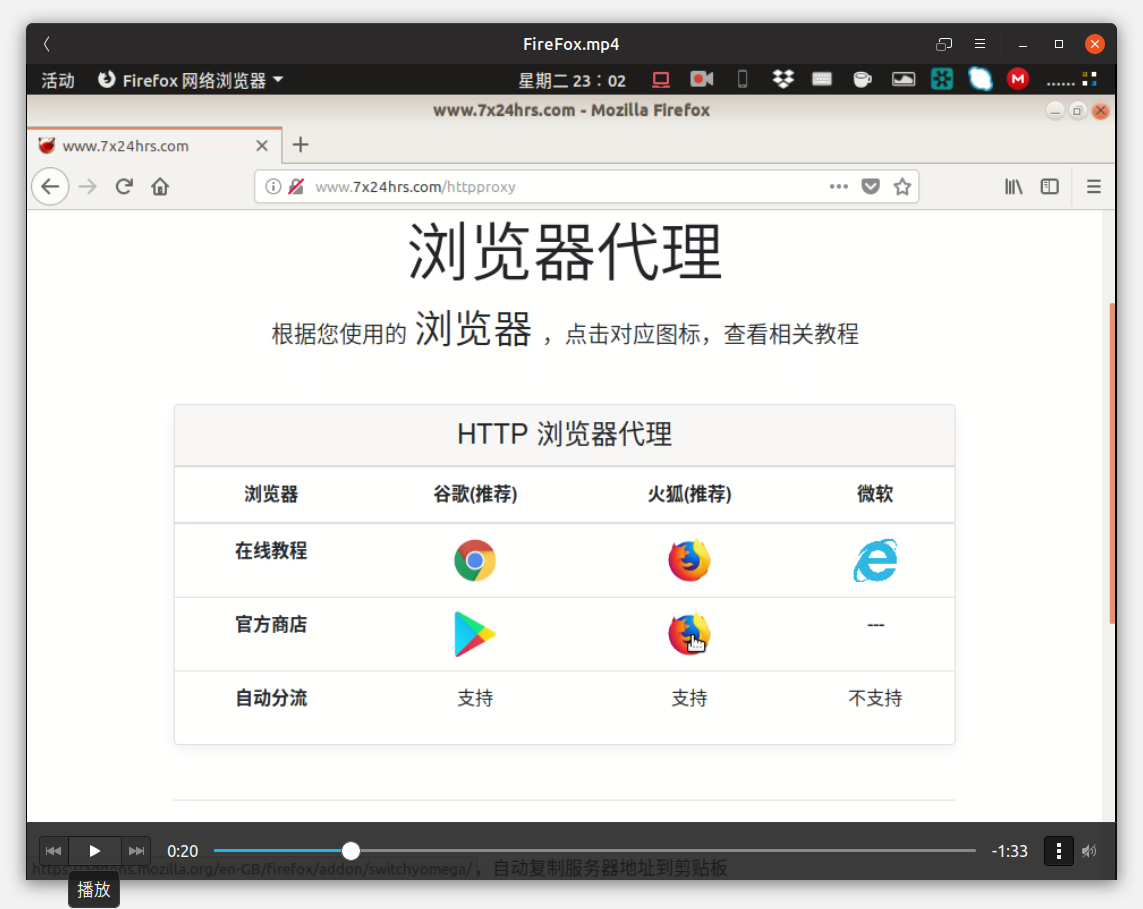 FireFox.mp4
活动 Firefox 网络浏览器 星期二 23：02 ......
www.7x24hrs.com - Mozilla Firefox
www.7x24hrs.com
www.7x24hrs.com/httpproxy
浏览器代理
根据您使用的 浏览器 ，点击对应图标，查看相关教程
HTTP 浏览器代理
浏览器 谷歌(推荐) 火狐(推荐) 微软
在线教程
官方商店 ---
自动分流 支持 支持 不支持
0:20 -1:33
https://addons.mozilla.org/en-GB/firefox/addon/switchyomega/ ，自动复制服务器地址到剪贴板
播放